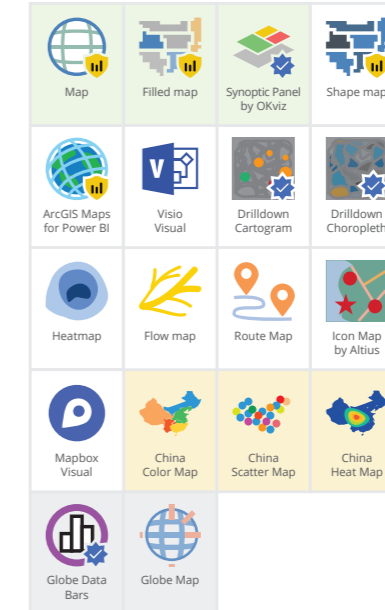 Map
Filled map
Synoptic Panel
by OKviz
Shape map
ArcGIS Maps
for Power BI
V
Visio
Visual
Drilldown
Cartogram
Drilldown
Choropleth
Heatmap
Flow map
Route Map
Icon Map
by Altius
Mapbox
Visual
China
Color Map
China
Scatter Map
China
Heat Map
Globe Data
Bars
Globe Map